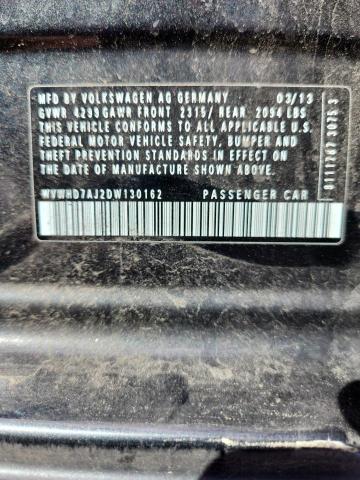 MFD BY VOLKSWAGEN AG GERMANY 03/13
GVWR 4299 GAWR FRONT 2315/ REAR 2094 LBS
THIS VEHICLE CONFORMS TO ALL APPLICABLE U.S.
FEDERAL MOTOR VEHICLE SAFETY, BUMPER AND
THEFT PREVENTION STANDARDS IN EFFECT ON
THE DATE OF MANUFACTURE SHOWN ABOVE.
WVWHD7AJ2DW130162 PASSENGER CAR